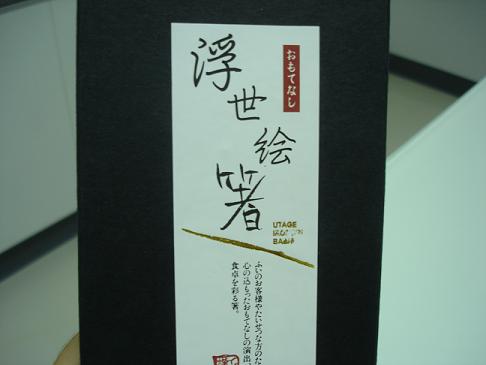 おもてなし
浮世絵箸
UTAGE
ふいのお客様やたいせつな方のた
心の込もったおもてなしの演出
食卓を彩る箸。